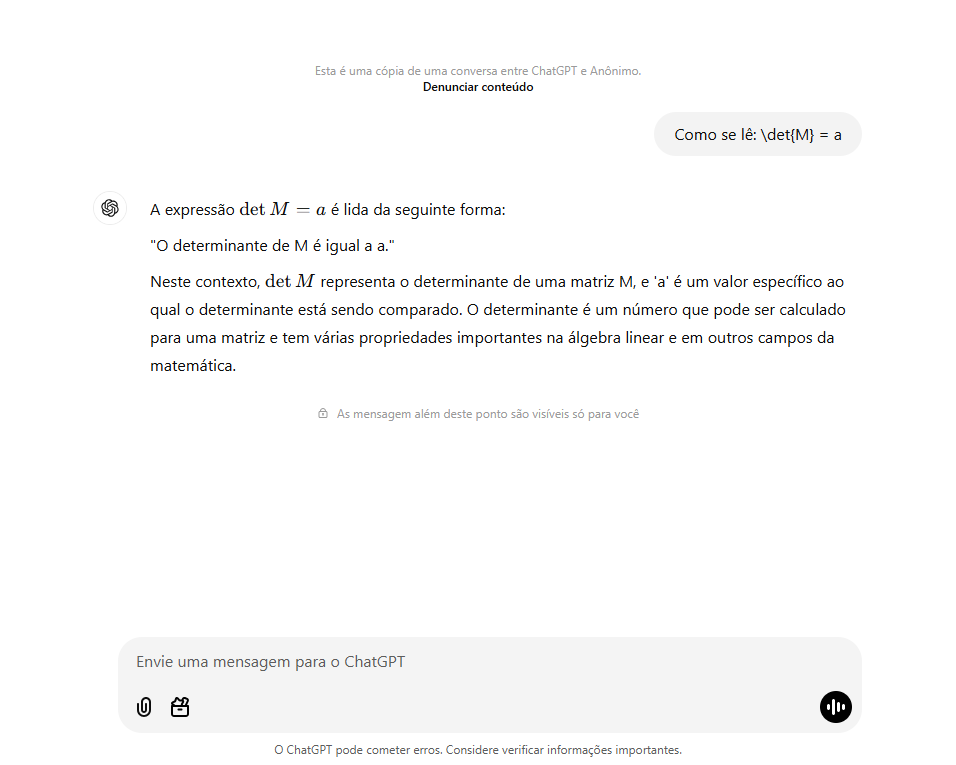 Esta é uma cópia de uma conversa entre ChatGPT e Anônimo.
Denunciar conteúdo
Como se lê: \det{M} = a
A expressão det M = a é lida da seguinte forma:
"O determinante de M é igual a a."
Neste contexto, det M representa o determinante de uma matriz M, e 'a' é um valor específico ao
qual o determinante está sendo comparado. O determinante é um número que pode ser calculado
para uma matriz e tem várias propriedades importantes na álgebra linear e em outros campos da
matemática.
As mensagem além deste ponto são visíveis só para você
Envie uma mensagem para o ChatGPT
O ChatGPT pode cometer erros. Considere verificar informações importantes.